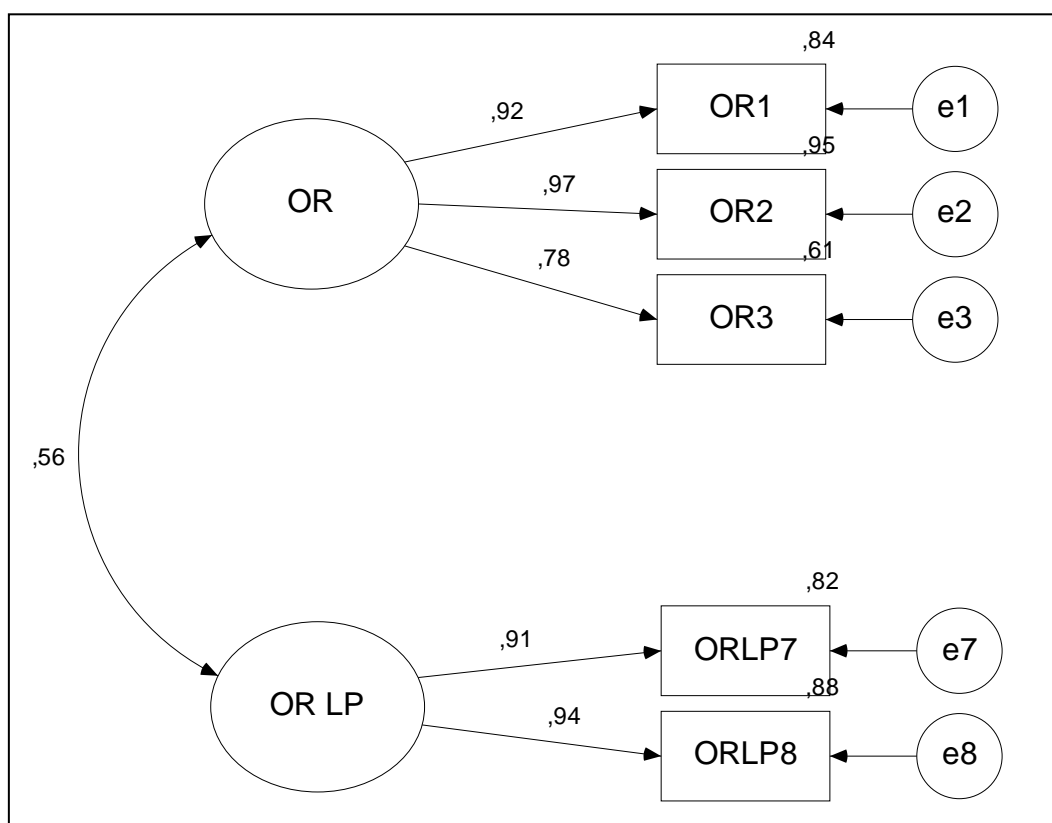 ,84
,92
OR1
e1
,95
OR
,97
OR2
e2
,78
,61
OR3
e3
,56
,82
,91
ORLP7
e7
,88
OR LP
,94
ORLP8
e8